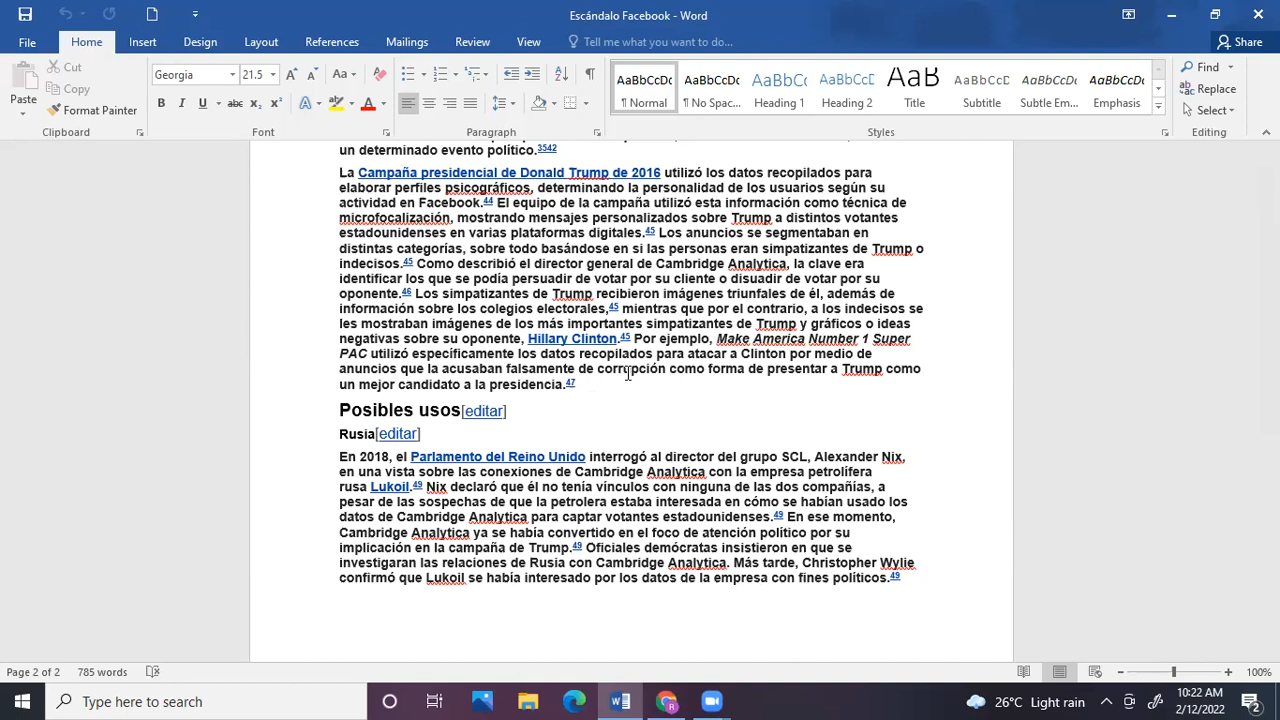 Escándalo Facebook - Word
File Home Insert Design Layout References Mailings Review View Tell me what you want to do... Share
Paste
Cut
Copy
Format Painter
Clipboard
Georgia 21.5
Font
Paragraph
AaBbCcDc AaBbCcDc AaBbCc AaBbCcD AaB AaBbCcD AaBbCcDc AaBbCcDc
¶ Normal ¶ No Spac... Heading Heading 2 Title Subtitle Subtle Em... Emphasis
Styles
Find
Replace
Select
Editing
un determinado evento político.3542
La Campaña presidencial de Donald Trump de 2016 utilizó los datos recopilados para
elaborar perfiles psicográficos, determinando la personalidad de los usuarios según su
actividad en Facebook.44 El equipo de la campaña utilizó esta información como técnica de
microfocalización, mostrando mensajes personalizados sobre Trump a distintos votantes
estadounidenses en varias plataformas digitales.45 Los anuncios se segmentaban en
distintas categorías, sobre todo basándose en si las personas eran simpatizantes de Trump o
indecisos.45 Como describió el director general de Cambridge Analytica, la clave era
identificar los que se podía persuadir de votar por su cliente o disuadir de votar por su
oponente.46 Los simpatizantes de Trump recibieron imágenes triunfales de él, además de
información sobre los colegios electorales,45 mientras que por el contrario, a los indecisos se
les mostraban imágenes de los más importantes simpatizantes de Trump y gráficos o ideas
negativas sobre su oponente, Hillary Clinton.45 Por ejemplo, Make America Number 1 Super
PAC utilizó específicamente los datos recopilados para atacar a Clinton por medio de
anuncios que la acusaban falsamente de corrpción como forma de presentar a Trump como
un mejor candidato a la presidencia.47
Posibles usos[editar]
Rusia[editar]
En 2018, el Parlamento del Reino Unido interrogó al director del grupo SCL, Alexander Nix,
en una vista sobre las conexiones de Cambridge Analytica con la empresa petrolífera
rusa Lukoil.49 Nix declaró que él no tenía vínculos con ninguna de las dos compañías, a
pesar de las sospechas de que la petrolera estaba interesada en cómo se habían usado los
datos de Cambridge Analytica para captar votantes estadounidenses.49 En ese momento,
Cambridge Analytica ya se había convertido en el foco de atención político por su
implicación en la campaña de Trump.49 Oficiales demócratas insistieron en que se
investigaran las relaciones de Rusia con Cambridge Analytica. Más tarde, Christopher Wylie
confirmó que Lukoil se había interesado por los datos de la empresa con fines políticos.49
Page 2 of 2 785 words 100%
Type here to search 26°C Light rain 10:22 AM
2/12/2022
2